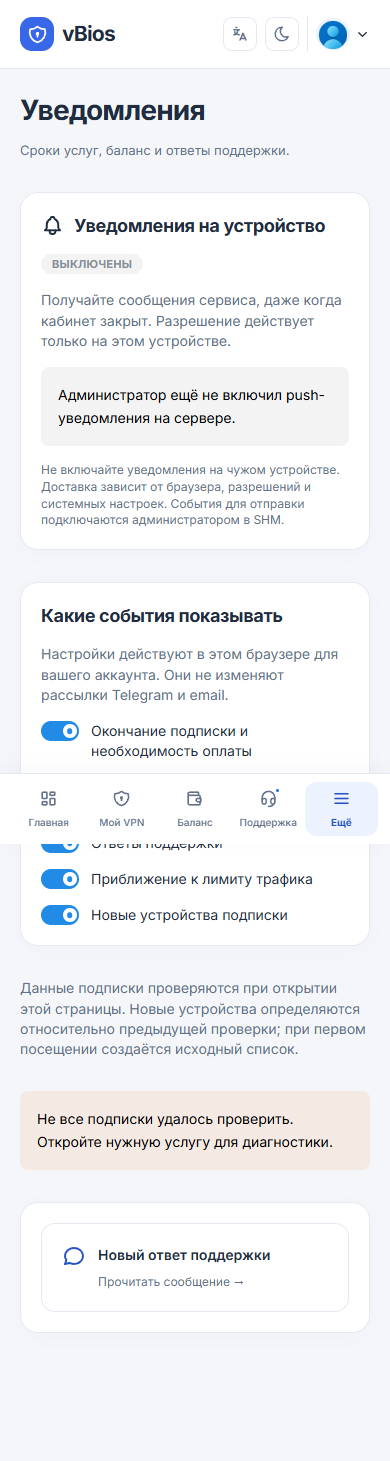 vBios
Уведомления
Сроки услуг, баланс и ответы поддержки.
Уведомления на устройство
ВЫКЛЮЧЕНЫ
Получайте сообщения сервиса, даже когда
кабинет закрыт. Разрешение действует
только на этом устройстве.
Администратор ещё не включил push-
уведомления на сервере.
Не включайте уведомления на чужом устройстве.
Доставка зависит от браузера, разрешений и
системных настроек. События для отправки
подключаются администратором в SHM.
Какие события показывать
Настройки действуют в этом браузере для
вашего аккаунта. Они не изменяют
рассылки Telegram и email.
Окончание подписки и
необходимость оплаты
Главная
Мой VPN
Баланс
Поддержка
Ещё
Ответы поддержки
Приближение к лимиту трафика
Новые устройства подписки
Данные подписки проверяются при открытии
этой страницы. Новые устройства определяются
относительно предыдущей проверки; при первом
посещении создаётся исходный список.
Не все подписки удалось проверить.
Откройте нужную услугу для диагностики.
Новый ответ поддержки
Прочитать сообщение →